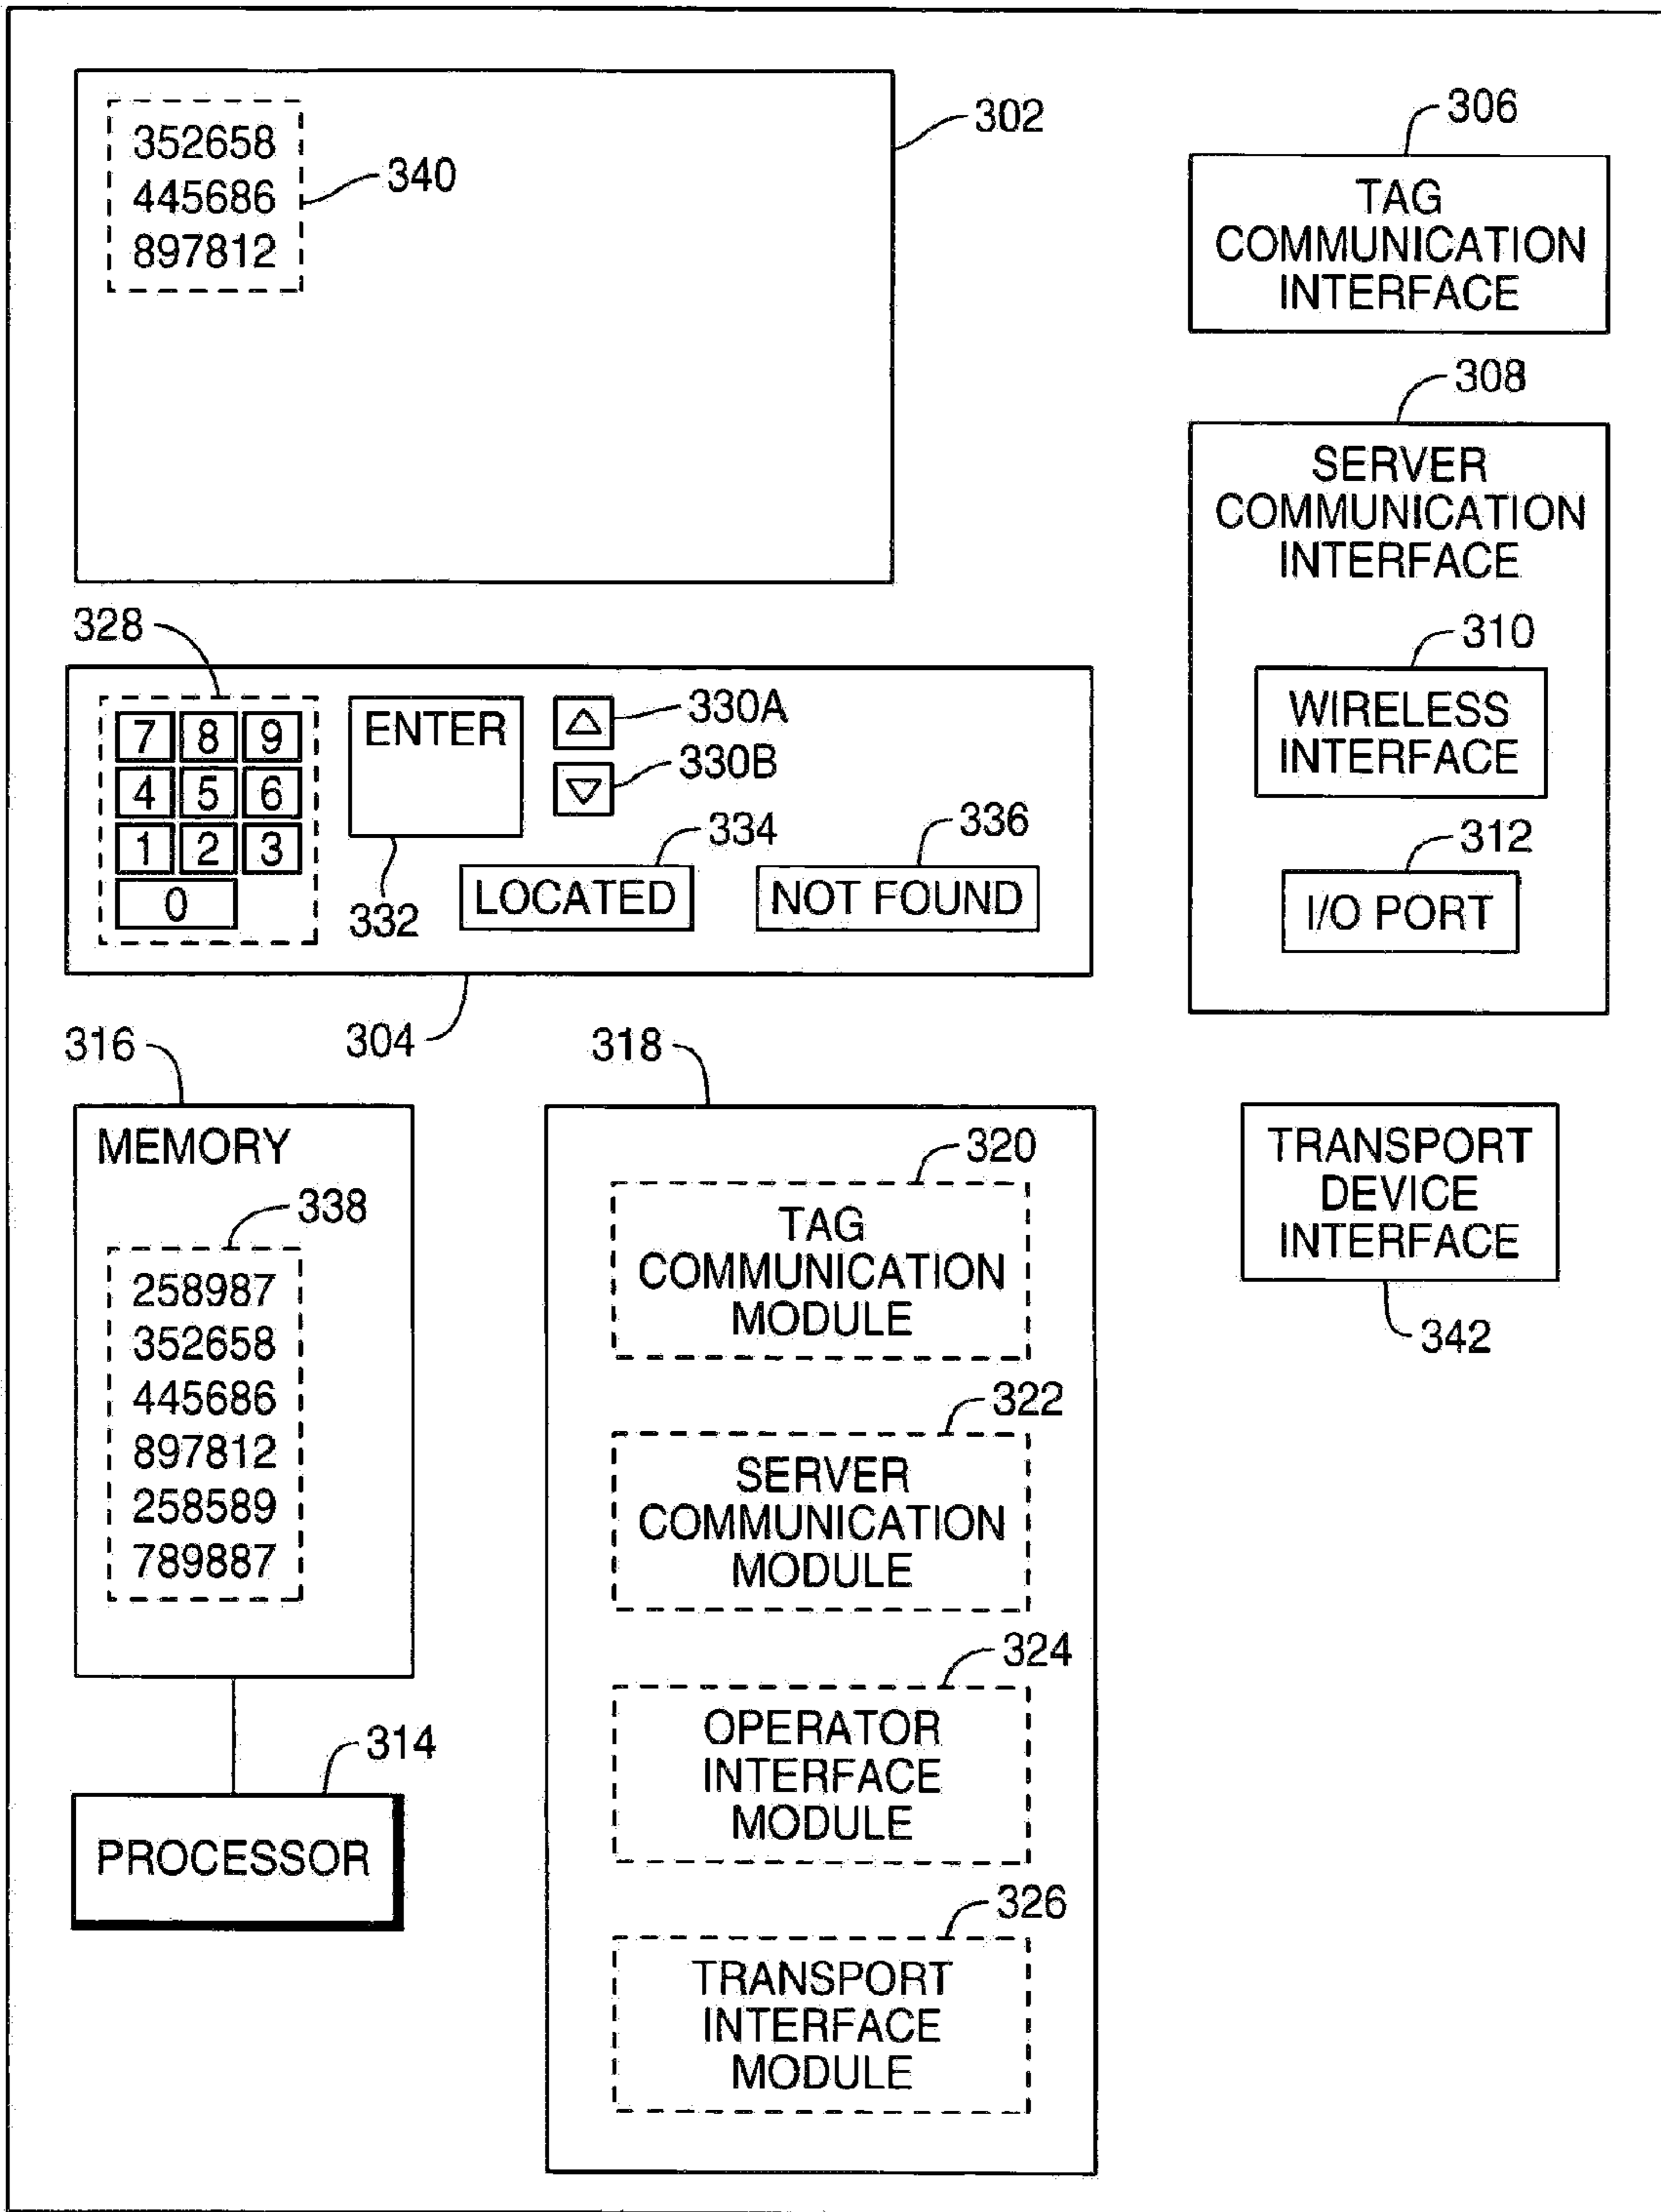 352658
445686
897812
340
302
306
TAG
COMMUNICATION
INTERFACE
308
SERVER
COMMUNICATION
INTERFACE
310
WIRELESS
INTERFACE
312
I/O PORT
328
7 8 9
4 5 6
1 2 3
0
ENTER
332
330A
330B
334
LOCATED
336
NOT FOUND
304
316
MEMORY
338
258987
352658
445686
897812
258589
789887
314
PROCESSOR
318
320
TAG
COMMUNICATION
MODULE
322
SERVER
COMMUNICATION
MODULE
324
OPERATOR
INTERFACE
MODULE
326
TRANSPORT
INTERFACE
MODULE
TRANSPORT
DEVICE
INTERFACE
342